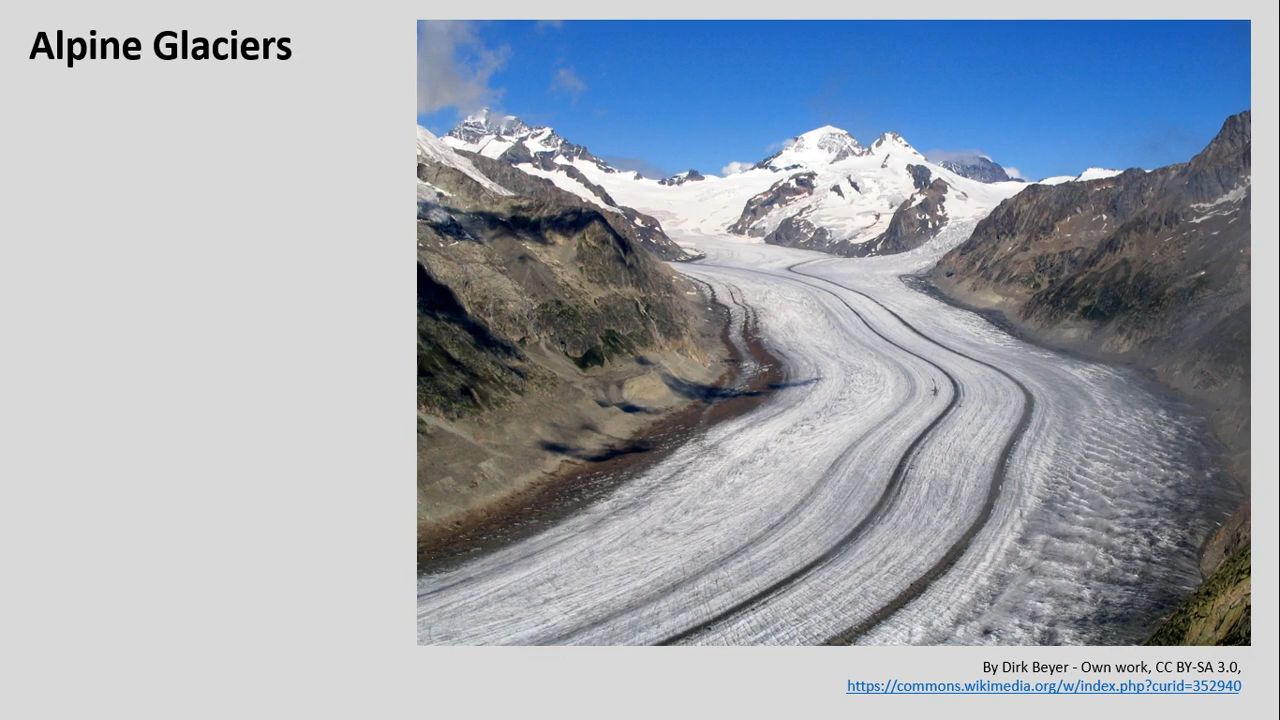 Alpine Glaciers
By Dirk Beyer - Own work, CC BY-SA 3.0,
https://commons.wikimedia.org/w/index.php?curid=352940